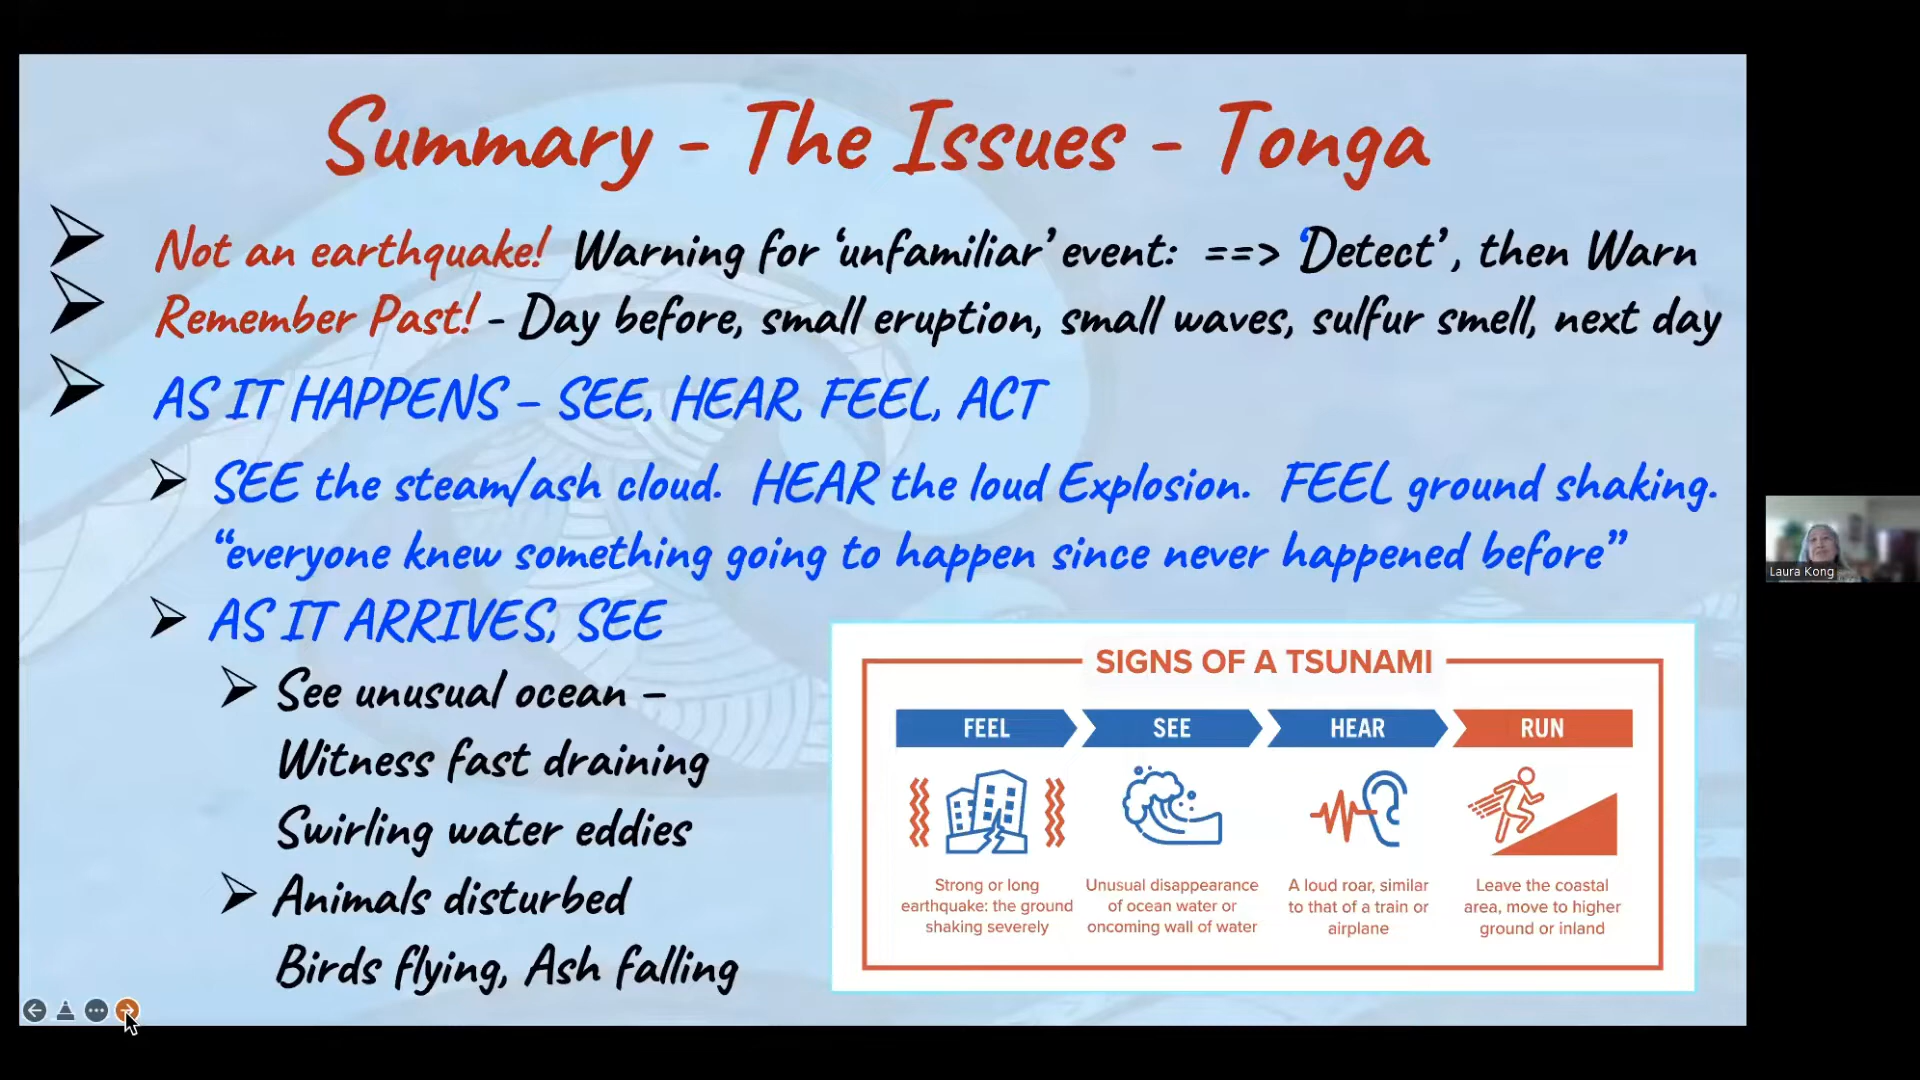 Summary - The Issues - Tonga
Not an earthquake! Warning for ‘unfamiliar’ event: ==> ‘Detect’, then Warn
Remember Past! - Day before, small eruption, small waves, sulfur smell, next day
AS IT HAPPENS – SEE, HEAR, FEEL, ACT
SEE the steam/ash cloud. HEAR the loud Explosion. FEEL ground shaking.
“everyone knew something going to happen since never happened before”
AS IT ARRIVES, SEE
See unusual ocean –
Witness fast draining
Swirling water eddies
Animals disturbed
Birds flying, Ash falling
SIGNS OF A TSUNAMI
FEEL
SEE
HEAR
RUN
Strong or long
earthquake: the ground
shaking severely
Unusual disappearance
of ocean water or
oncoming wall of water
A loud roar, similar
to that of a train or
airplane
Leave the coastal
area, move to higher
ground or inland
Laura Kong